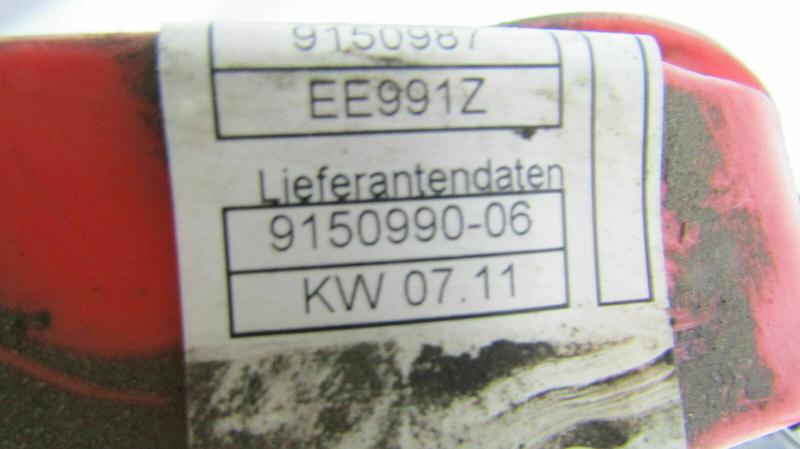 9150987
EE991Z
Lieferantendaten
9150990-06
KW 07.11